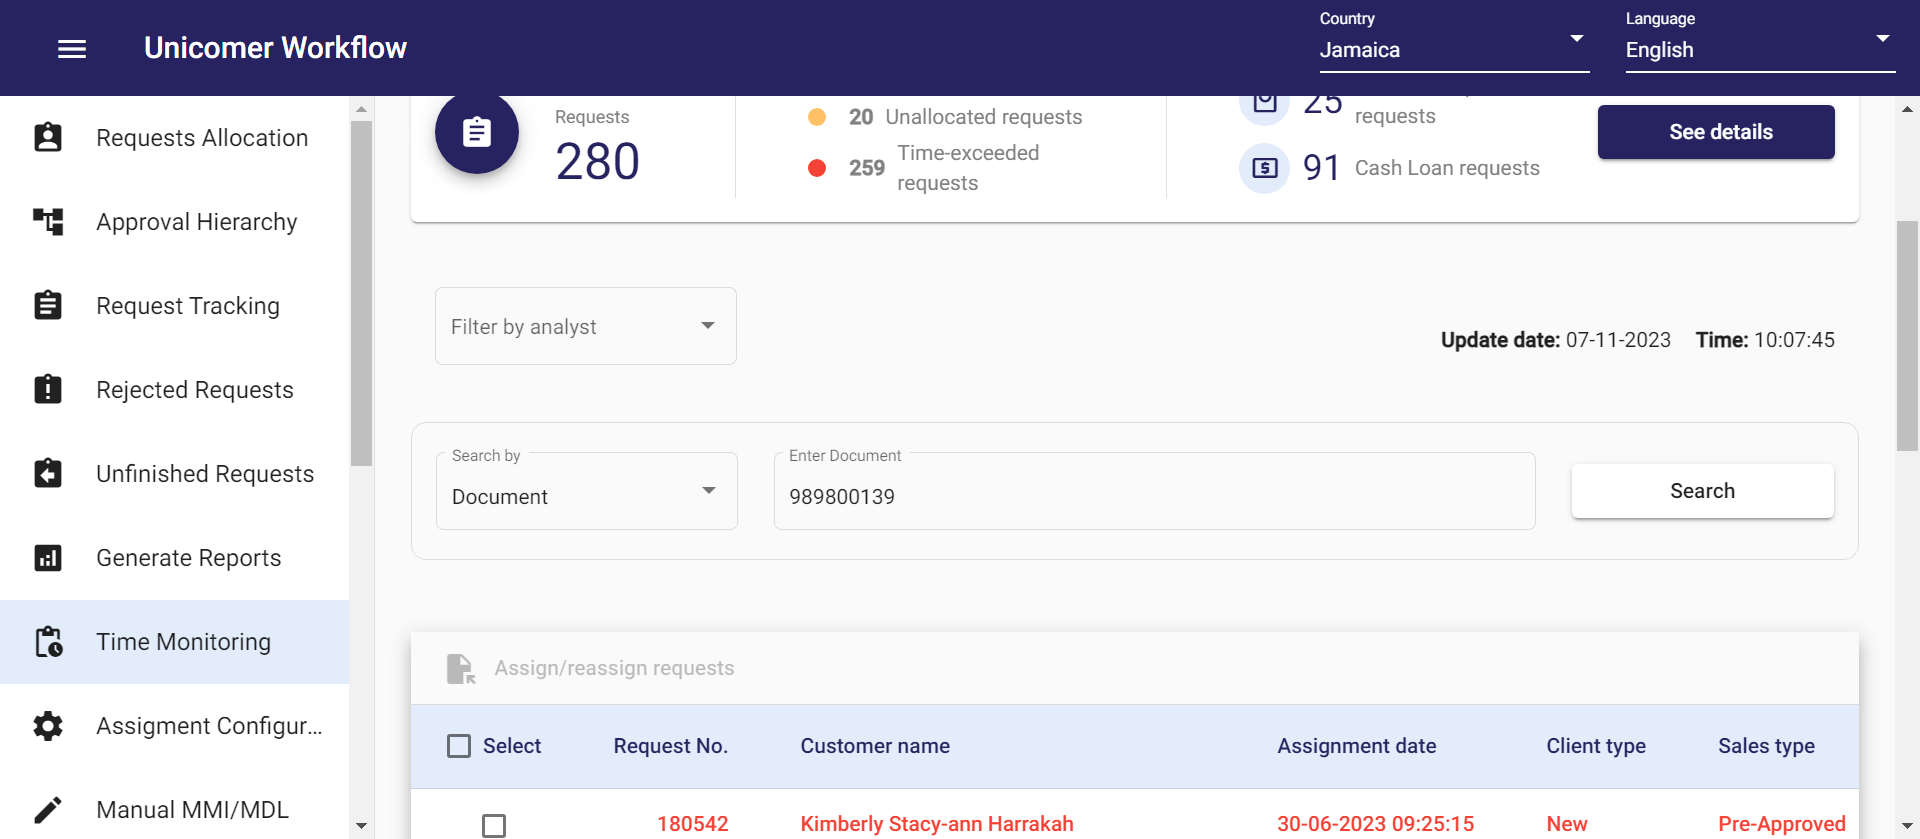 Unicomer Workflow
Country
Jamaica
Language
English
Requests Allocation
Approval Hierarchy
Request Tracking
Rejected Requests
Unfinished Requests
Generate Reports
Time Monitoring
Assigment Configur...
Manual MMI/MDL
Requests
280
20 Unallocated requests
259 Time-exceeded
requests
25
requests
91 Cash Loan requests
See details
Filter by analyst
Update date: 07-11-2023 Time: 10:07:45
Search by
Document
Enter Document
989800139
Search
Assign/reassign requests
Select Request No. Customer name Assignment date Client type Sales type
180542 Kimberly Stacy-ann Harrakah 30-06-2023 09:25:15 New Pre-Approved